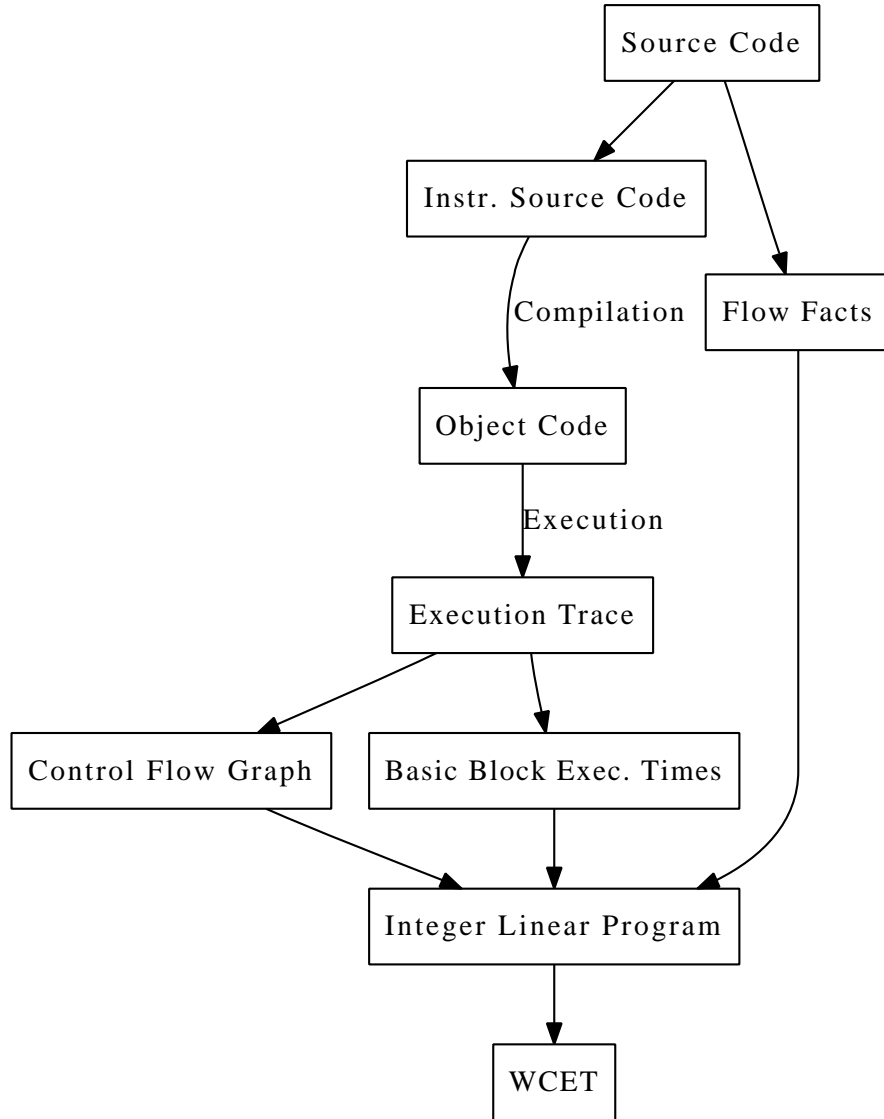 Source Code
Instr. Source Code
Flow Facts
Compilation
Object Code
Execution
Execution Trace
Control Flow Graph
Basic Block Exec. Times
Integer Linear Program
WCET